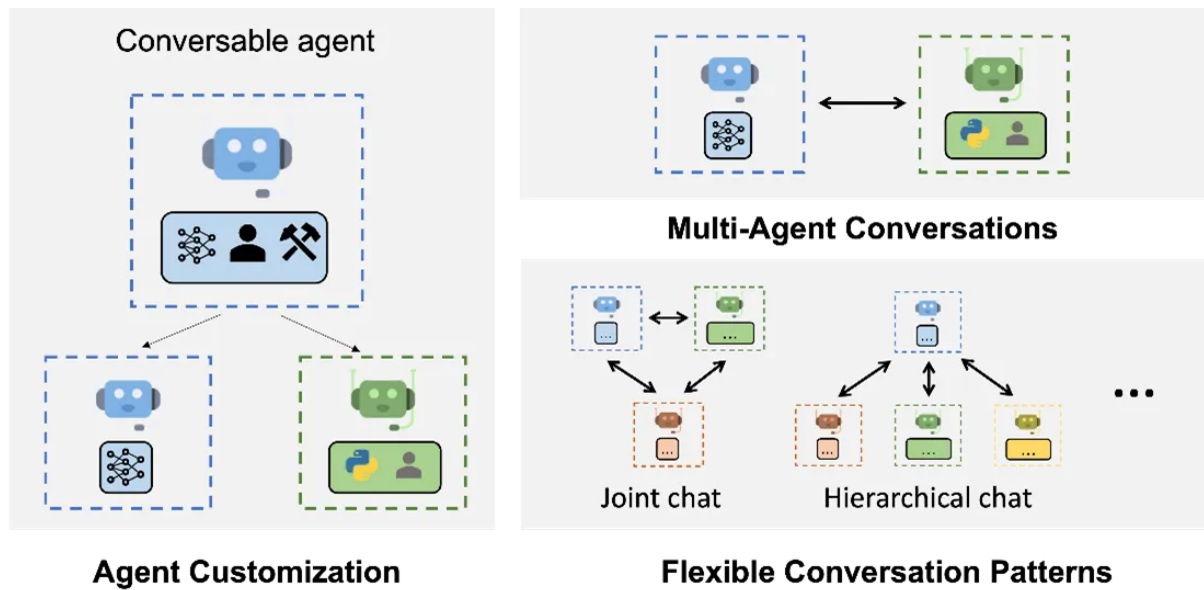 Conversable agent
Agent Customization
Multi-Agent Conversations
...
...
...
...
...
...
...
...
Joint chat
Hierarchical chat
Flexible Conversation Patterns